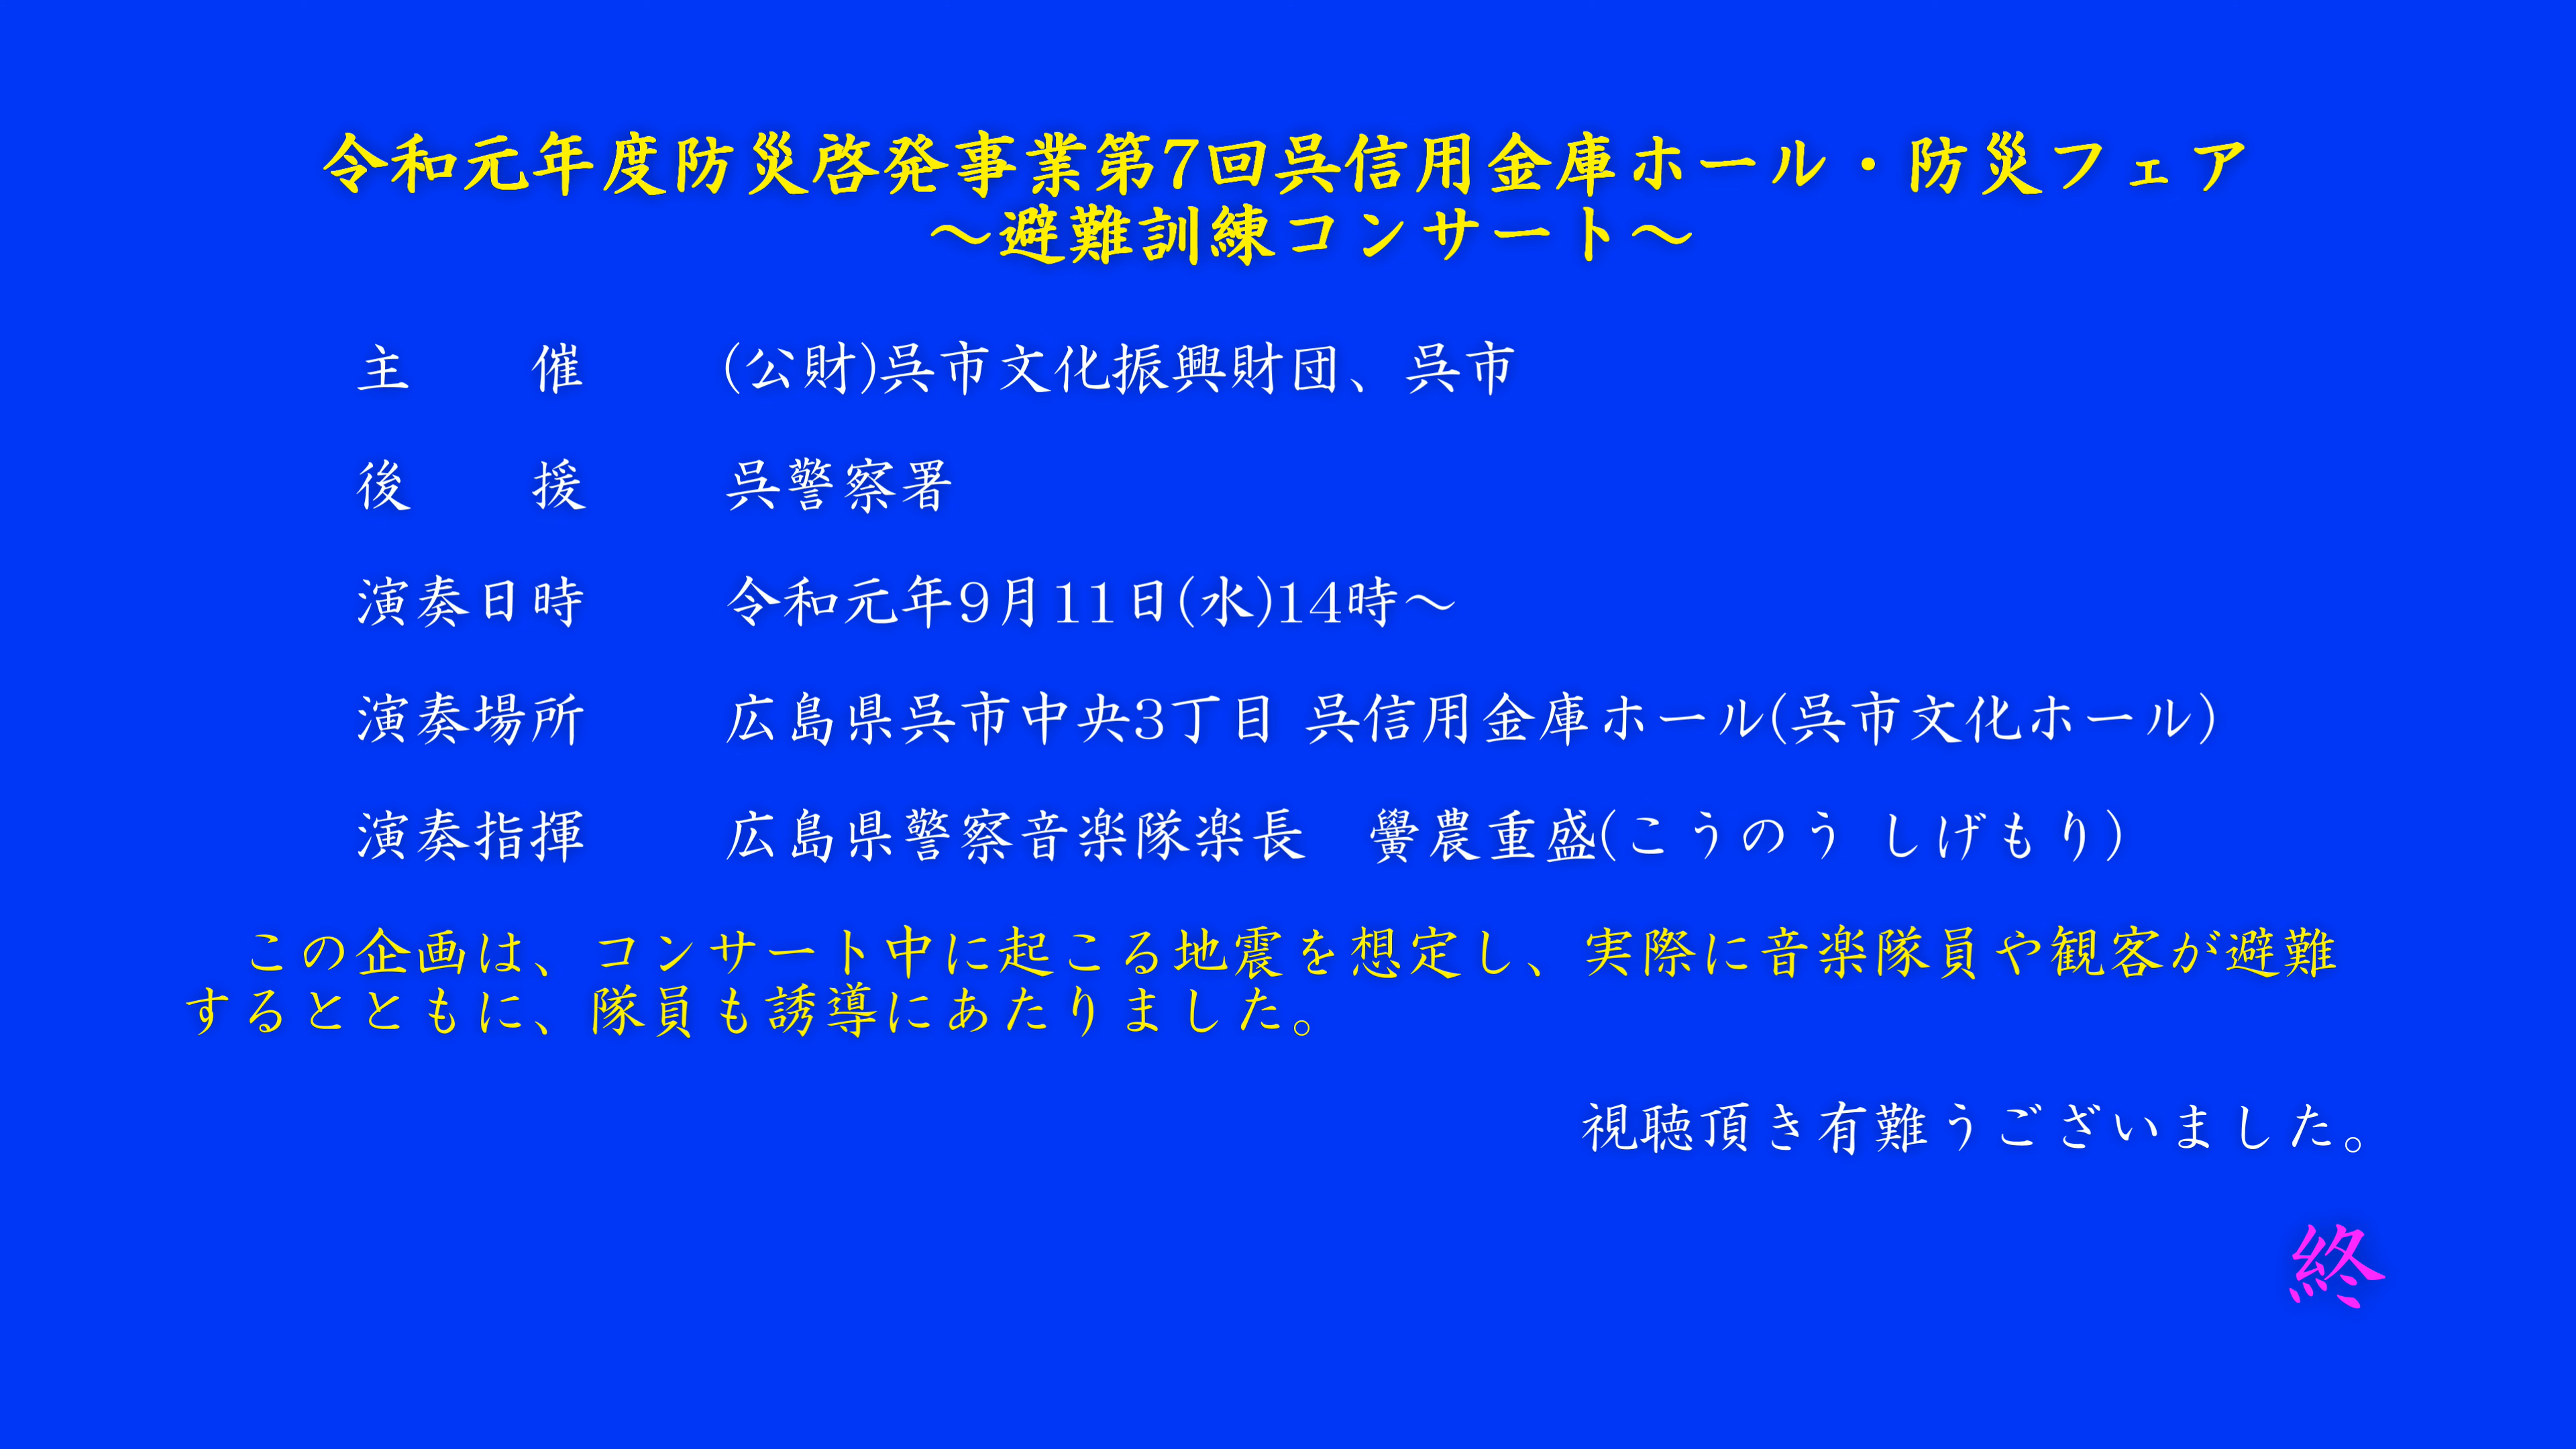 令和元年度防災啓発事業第7回呉信用金庫ホール・防災フェア
～避難訓練コンサート～
主　　催　　(公財)呉市文化振興財団、呉市
後　　援　　呉警察署
演奏日時　　令和元年9月11日(水)14時～
演奏場所　　広島県呉市中央3丁目 呉信用金庫ホール(呉市文化ホール)
演奏指揮　　広島県警察音楽隊楽長　黌農重盛(こうのう しげもり)
この企画は、コンサート中に起こる地震を想定し、実際に音楽隊員や観客が避難
するとともに、隊員も誘導にあたりました。
視聴頂き有難うございました。
終